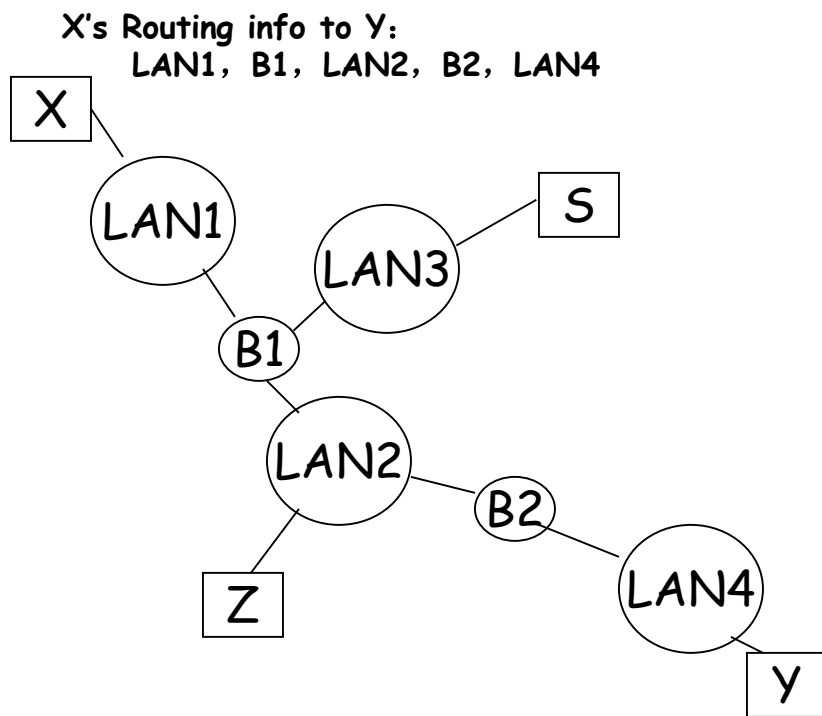 X's Routing info to Y:
LAN1, B1, LAN2, B2, LAN4
X
S
LAN1
LAN3
B1
LAN2
B2
LAN4
Z
Y